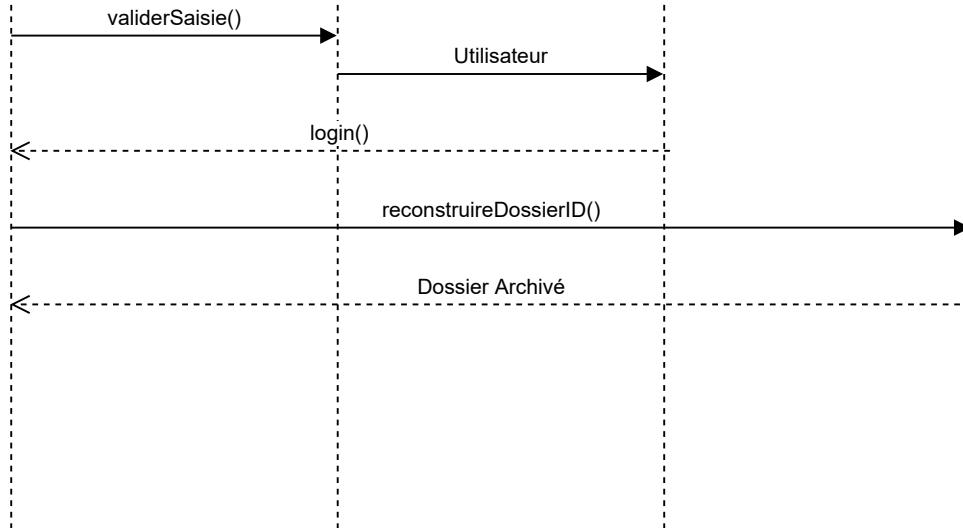 validerSaisie()
Utilisateur
login()
reconstruireDossierID()
Dossier Archivé